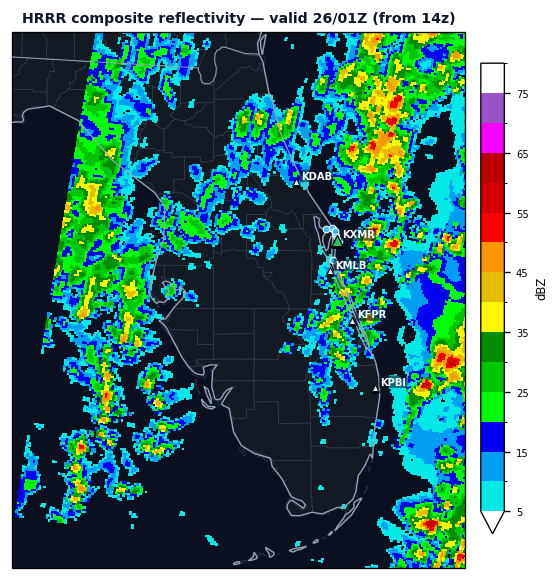 HRRR composite reflectivity — valid 26/01Z (from 14z)
75
65
55
45
35
25
15
5
dBZ
KDAB
KXMR
KMLB
KFPR
KPBI